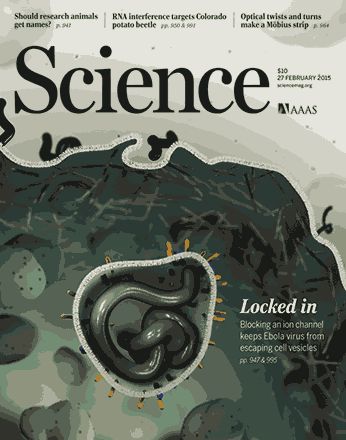 Should research animals
get names? p. 941
RNA interference targets Colorado
potato beetle pp. 950 & 991
Optical twists and turns
make a Möbius strip p. 964
Science
$10
27 FEBRUARY 2015
sciencemag.org
AAAS
Locked in
Blocking an ion channel
keeps Ebola virus from
escaping cell vesicles
pp. 947 & 995